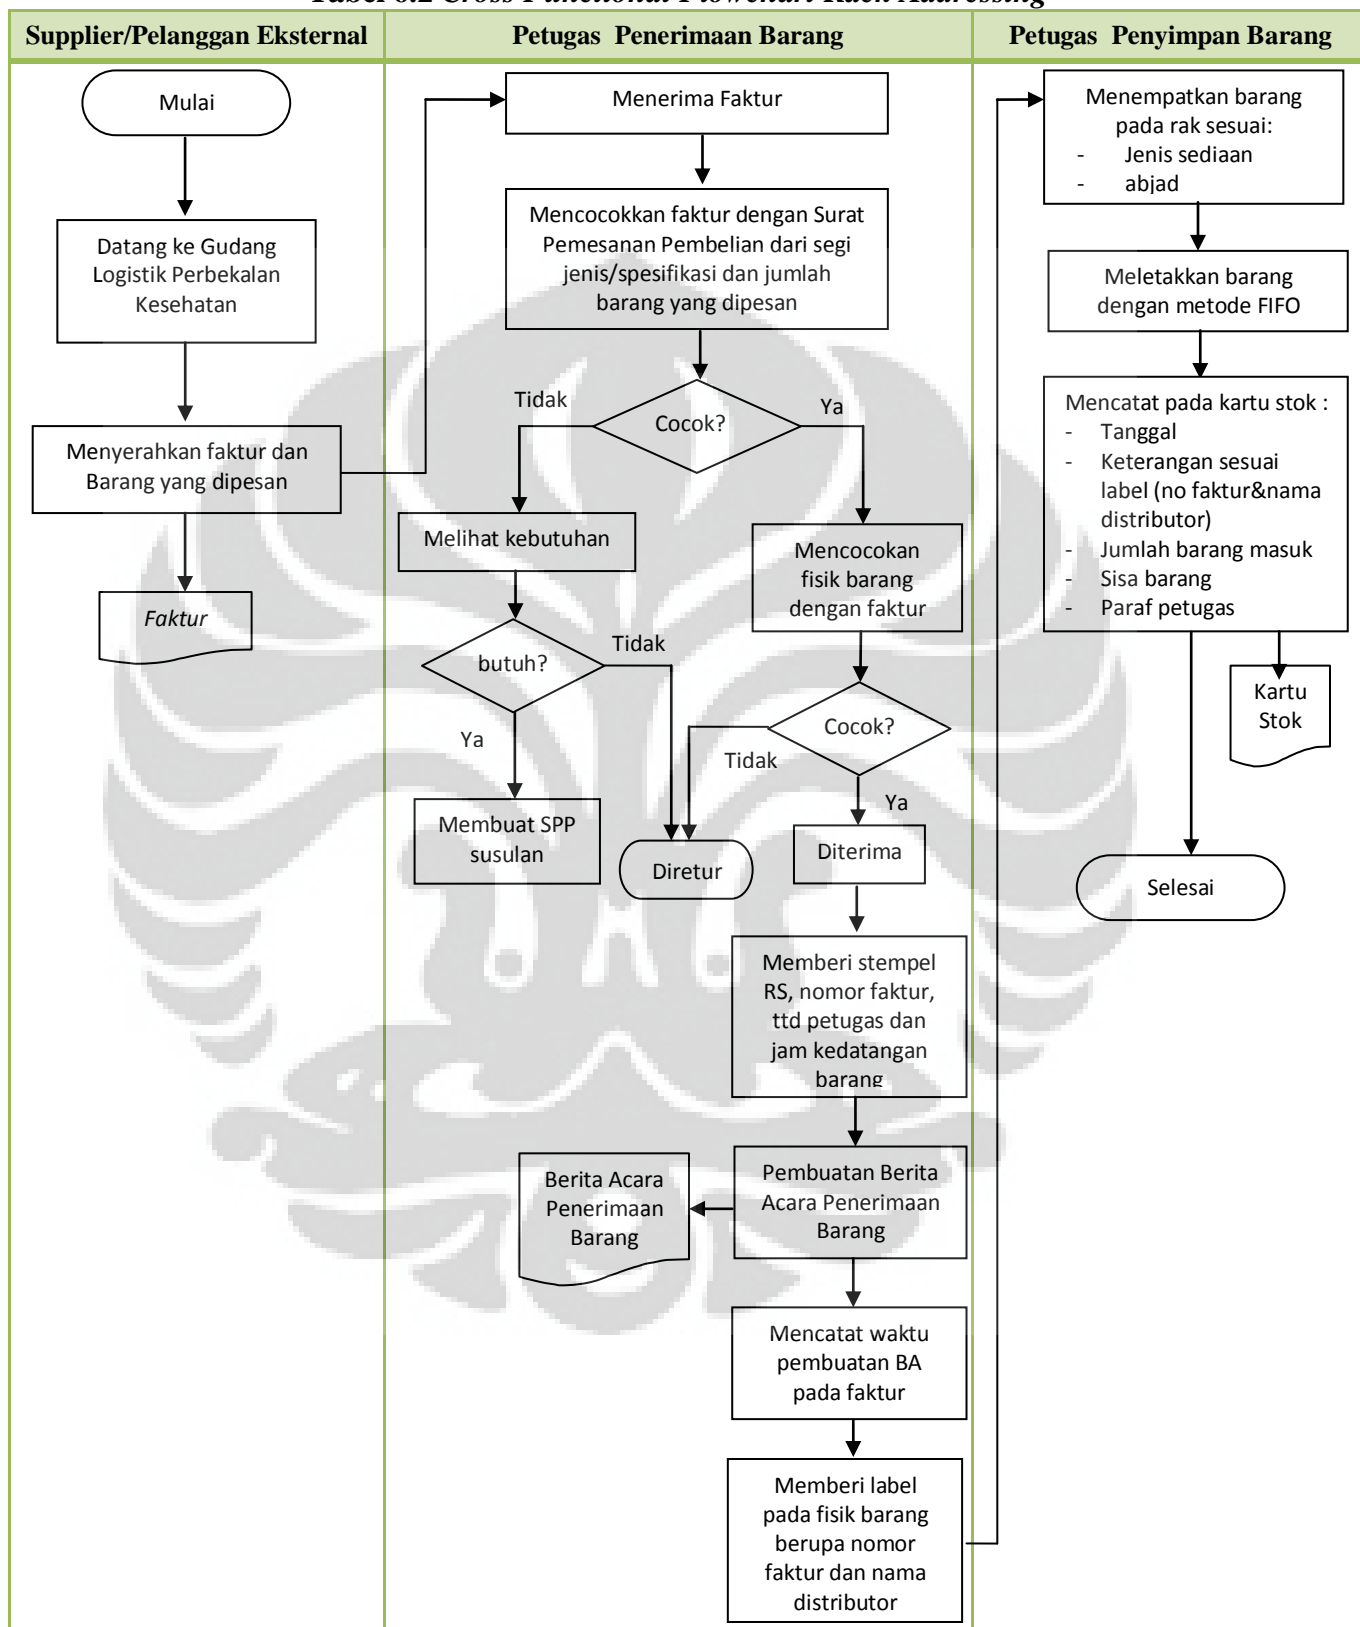 Tabel 6.2 Cross Functional Flowchart Rack Addressing
Supplier/Pelanggan Eksternal
Petugas Penerimaan Barang
Petugas Penyimpan Barang
Mulai
Datang ke Gudang
Logistik Perbekalan
Kesehatan
Menyerahkan faktur dan
Barang yang dipesan
Faktur
Menerima Faktur
Mencocokkan faktur dengan Surat
Pemesanan Pembelian dari segi
jenis/spesifikasi dan jumlah
barang yang dipesan
Cocok?
Tidak
Ya
Melihat kebutuhan
butuh?
Tidak
Ya
Membuat SPP
susulan
Mencocokan
fisik barang
dengan faktur
Cocok?
Tidak
Ya
Diretur
Diterima
Memberi stempel
RS, nomor faktur,
ttd petugas dan
jam kedatangan
barang
Pembuatan Berita
Acara Penerimaan
Barang
Berita Acara
Penerimaan
Barang
Mencatat waktu
pembuatan BA
pada faktur
Memberi label
pada fisik barang
berupa nomor
faktur dan nama
distributor
Menempatkan barang
pada rak sesuai:
- Jenis sediaan
- abjad
Meletakkan barang
dengan metode FIFO
Mencatat pada kartu stok :
- Tanggal
- Keterangan sesuai
label (no faktur&nama
distributor)
- Jumlah barang masuk
- Sisa barang
- Paraf petugas
Kartu
Stok
Selesai